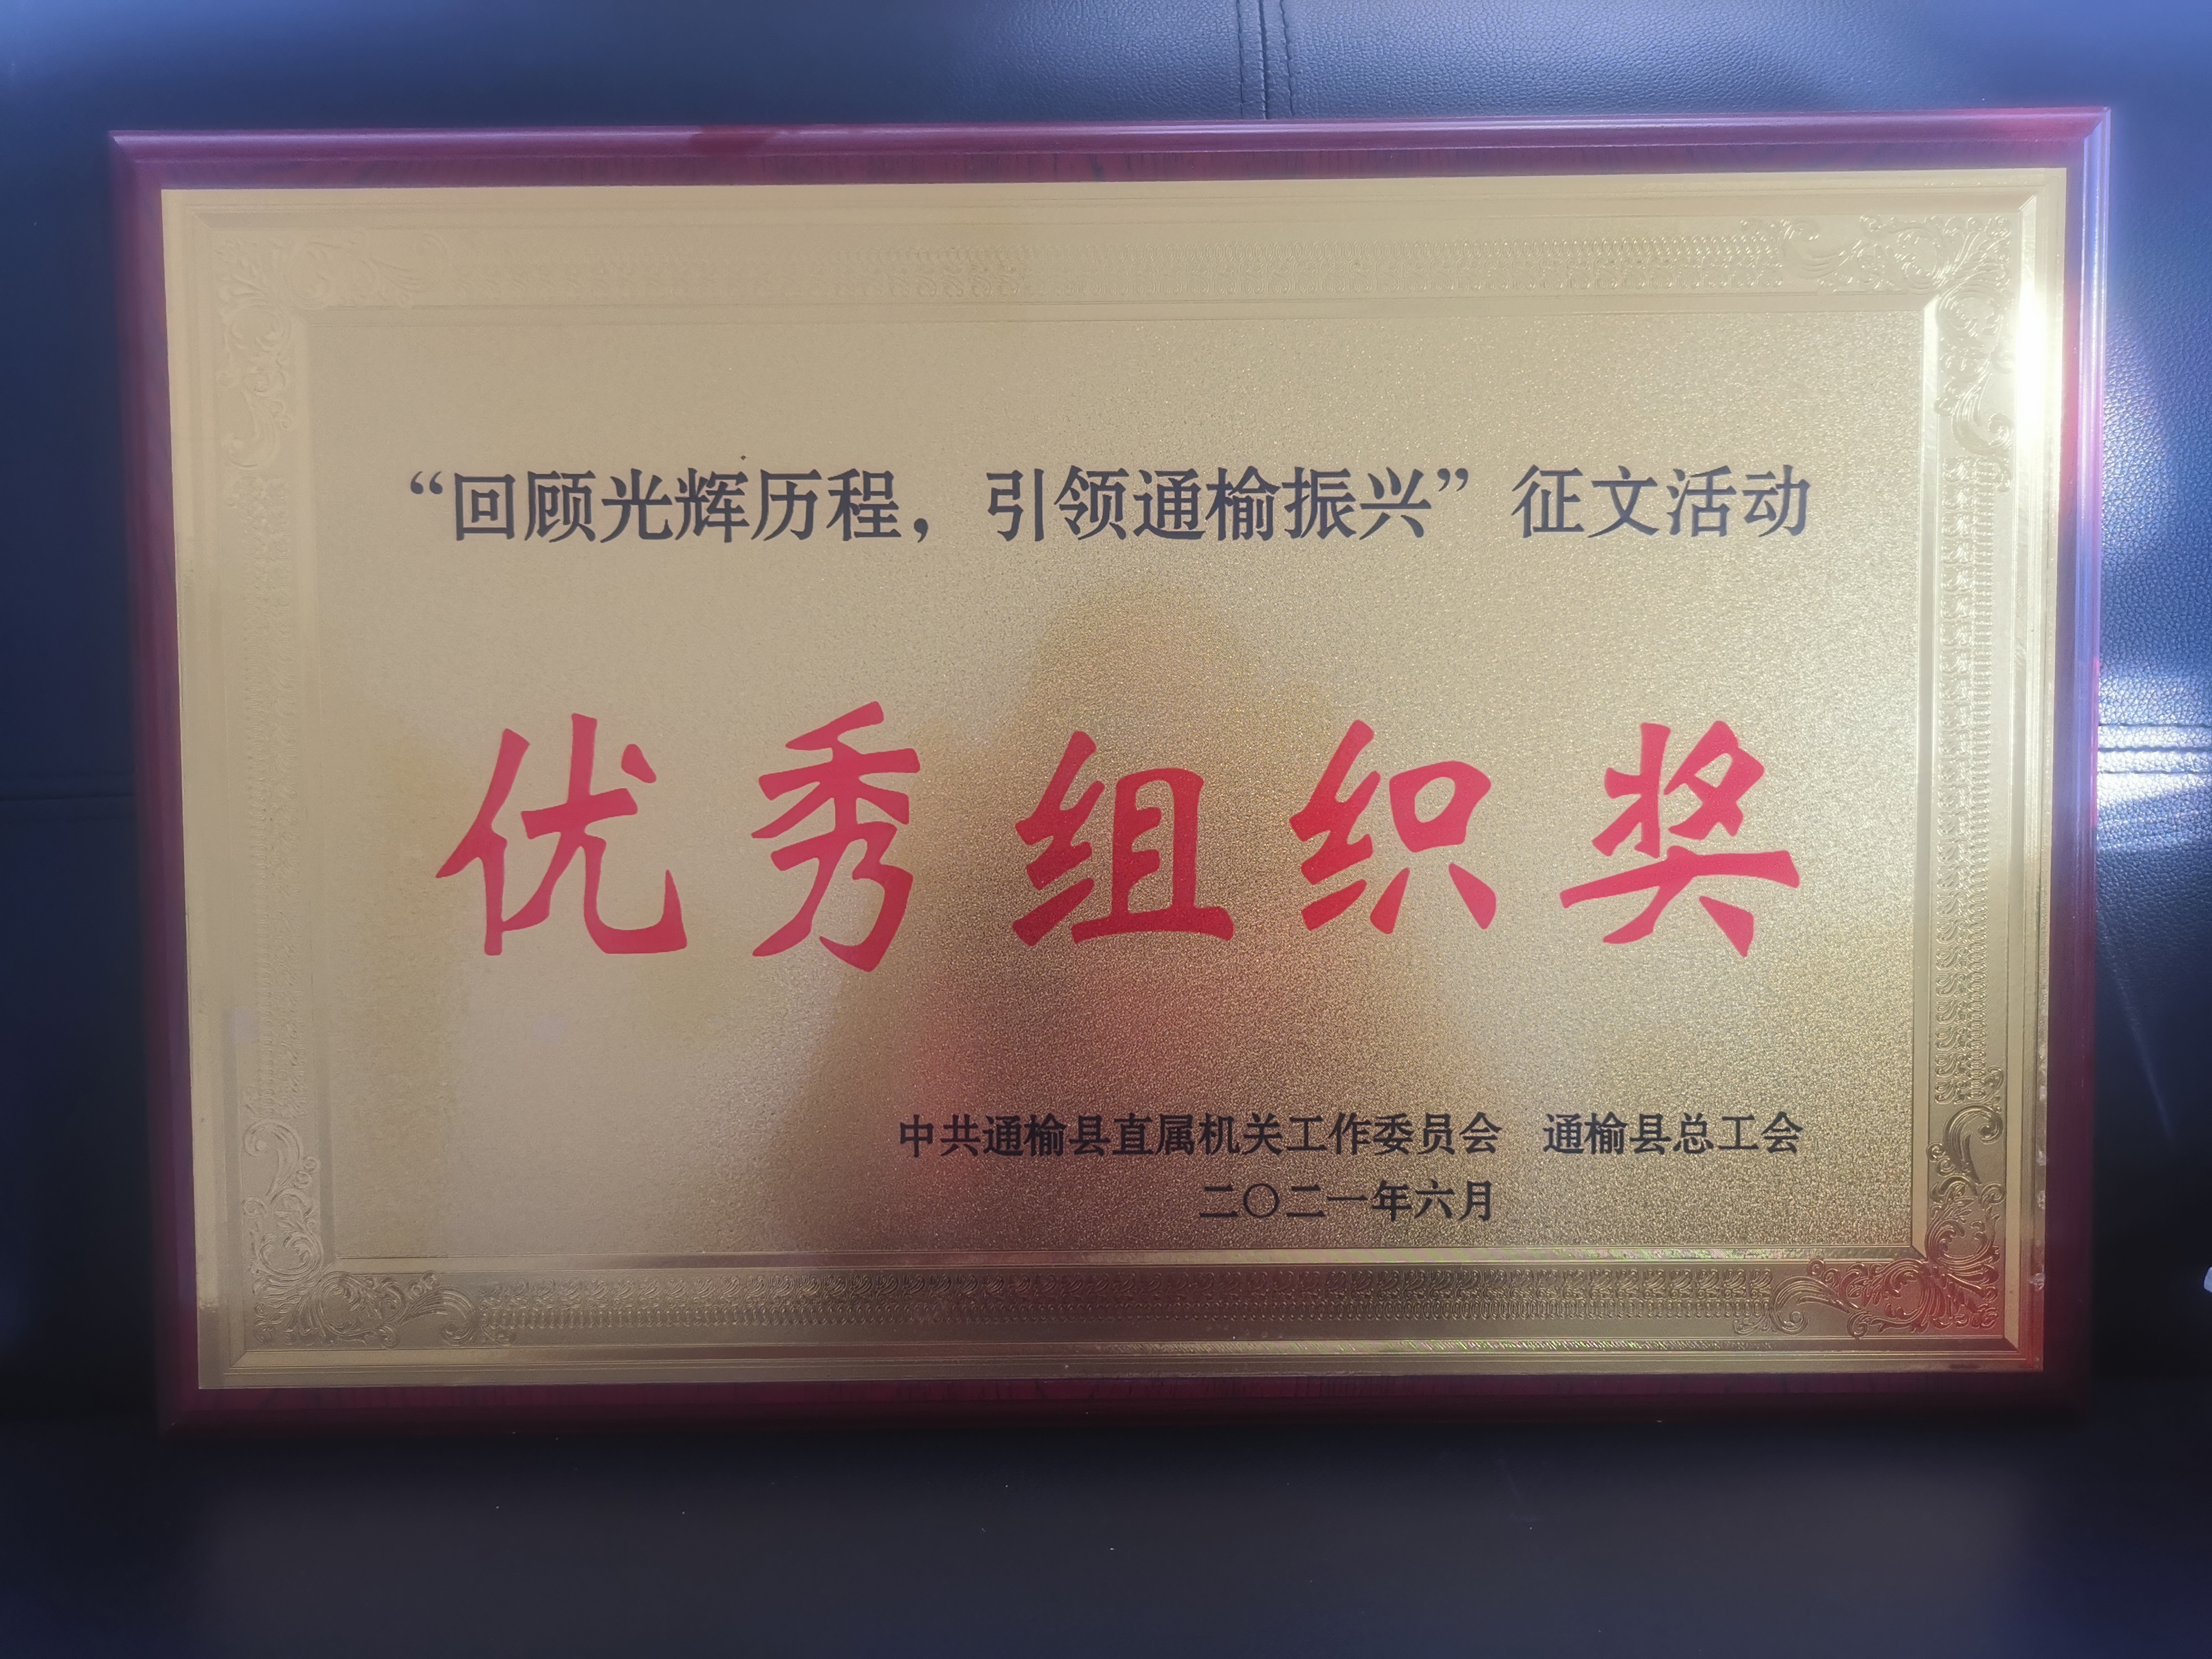 “回顾光辉历程，引领通榆振兴”征文活动
优秀组织奖
中共通榆县直属机关工作委员会 通榆县总工会
二〇二一年六月